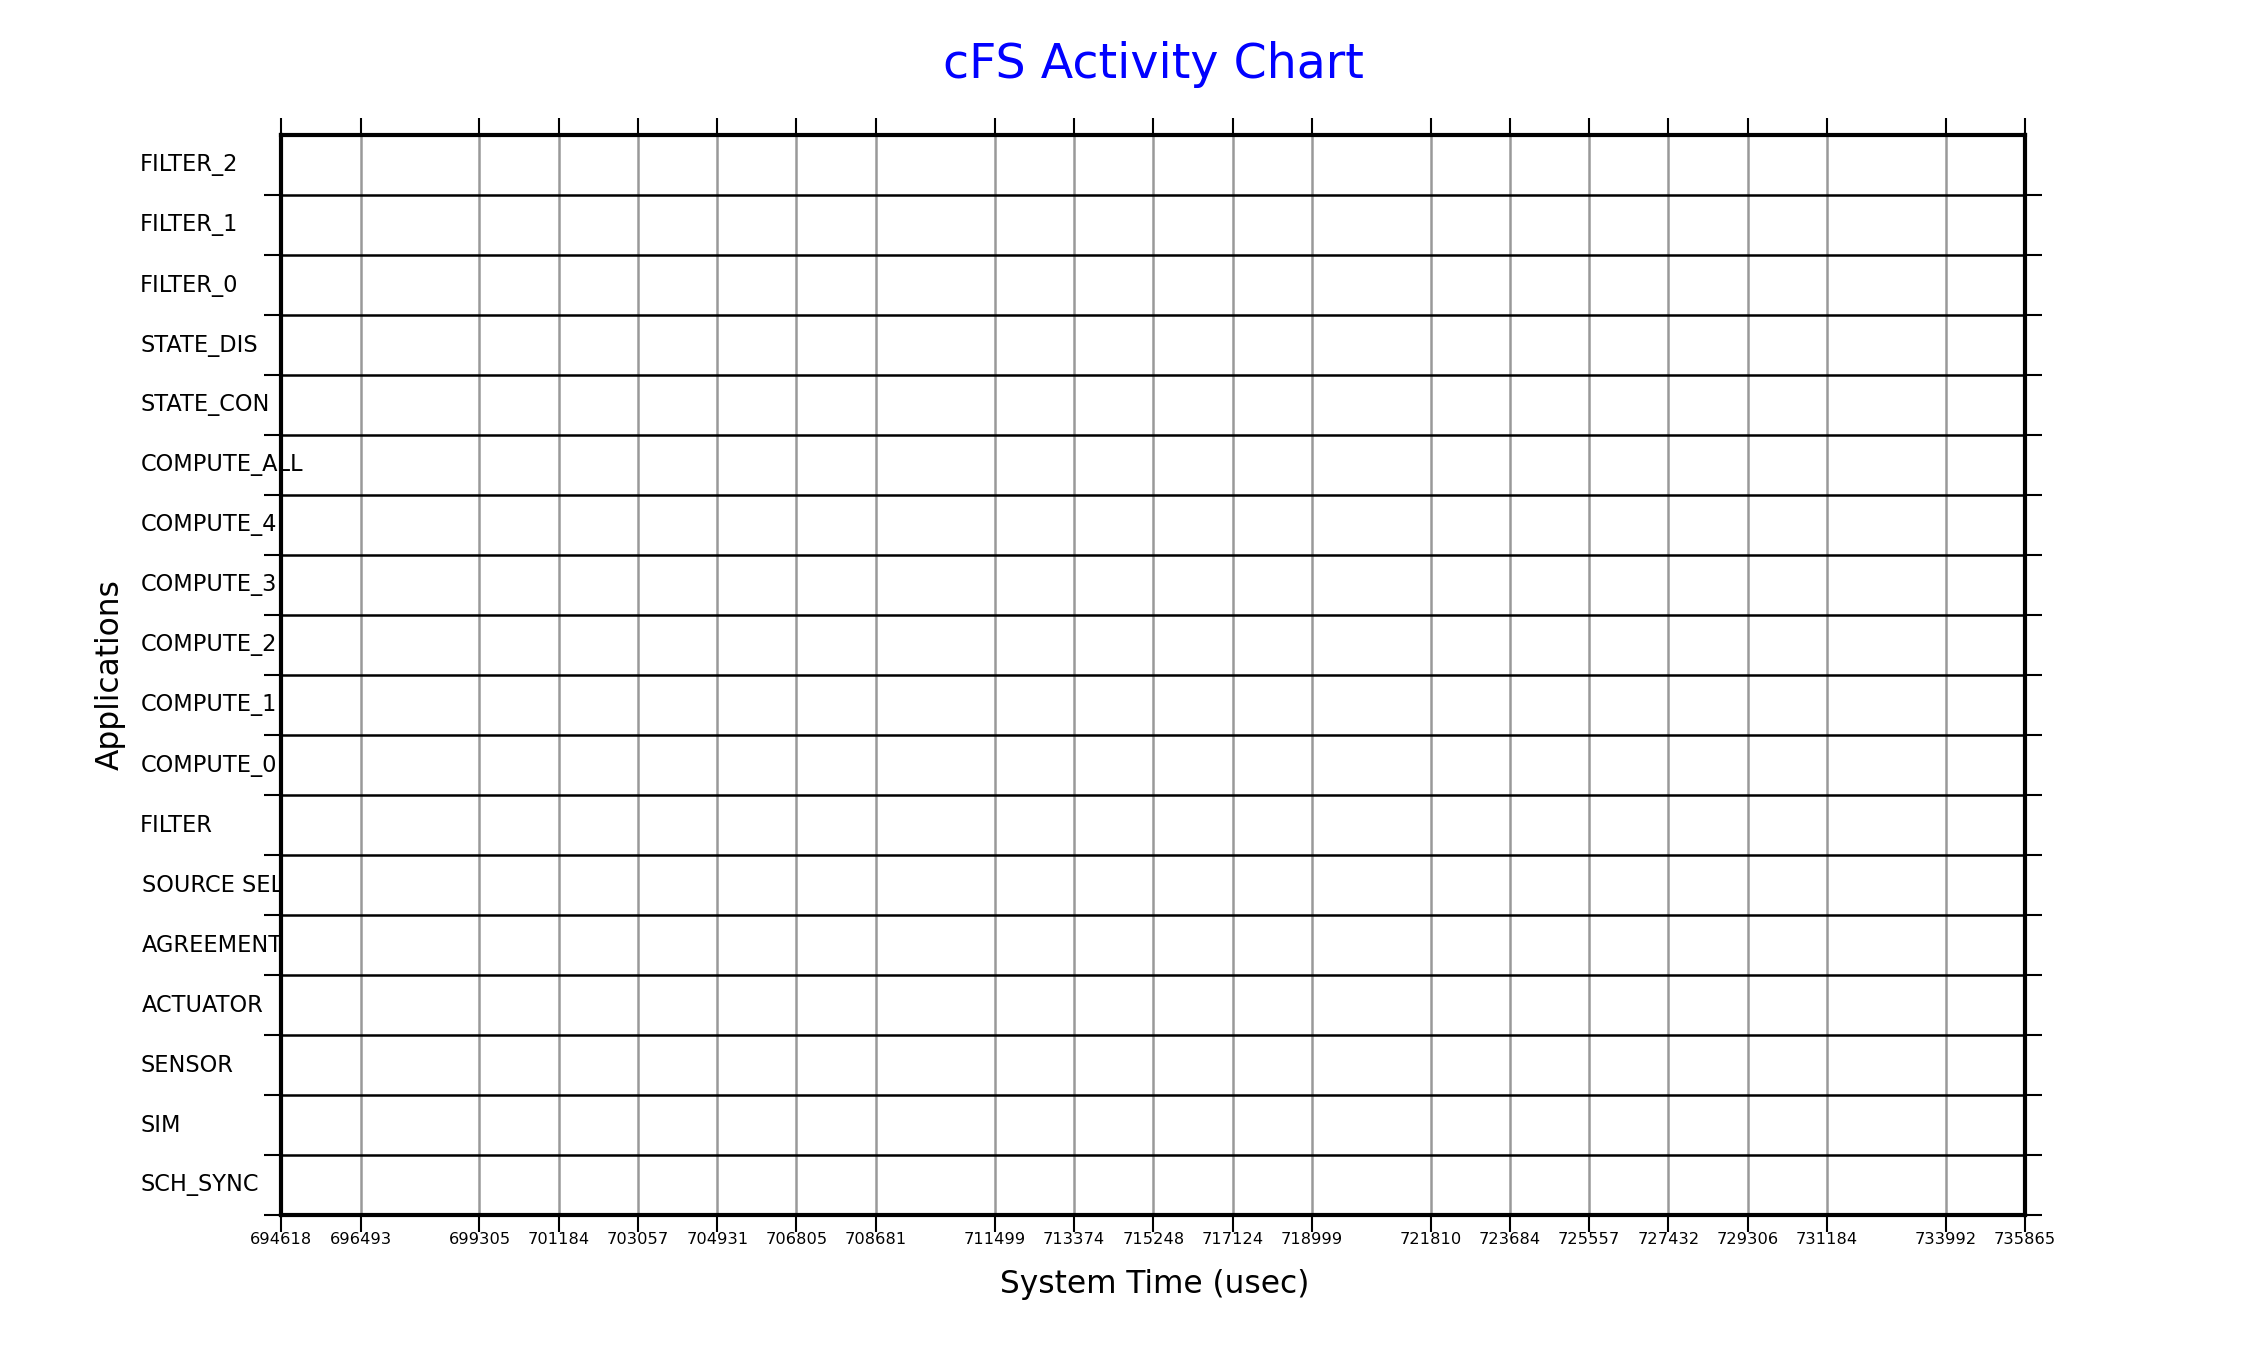 cFS Activity Chart
FILTER_2
FILTER_1
FILTER_0
STATE_DIS
STATE_CON
COMPUTE_ALL
COMPUTE_4
COMPUTE_3
COMPUTE_2
COMPUTE_1
COMPUTE_0
FILTER
SOURCE SEL
AGREEMENT
ACTUATOR
SENSOR
SIM
SCH_SYNC
Applications
694618 696493 699305 701184 703057 704931 706805 708681 711499 713374 715248 717124 718999 721810 723684 725557 727432 729306 731184 733992 735865
System Time (usec)